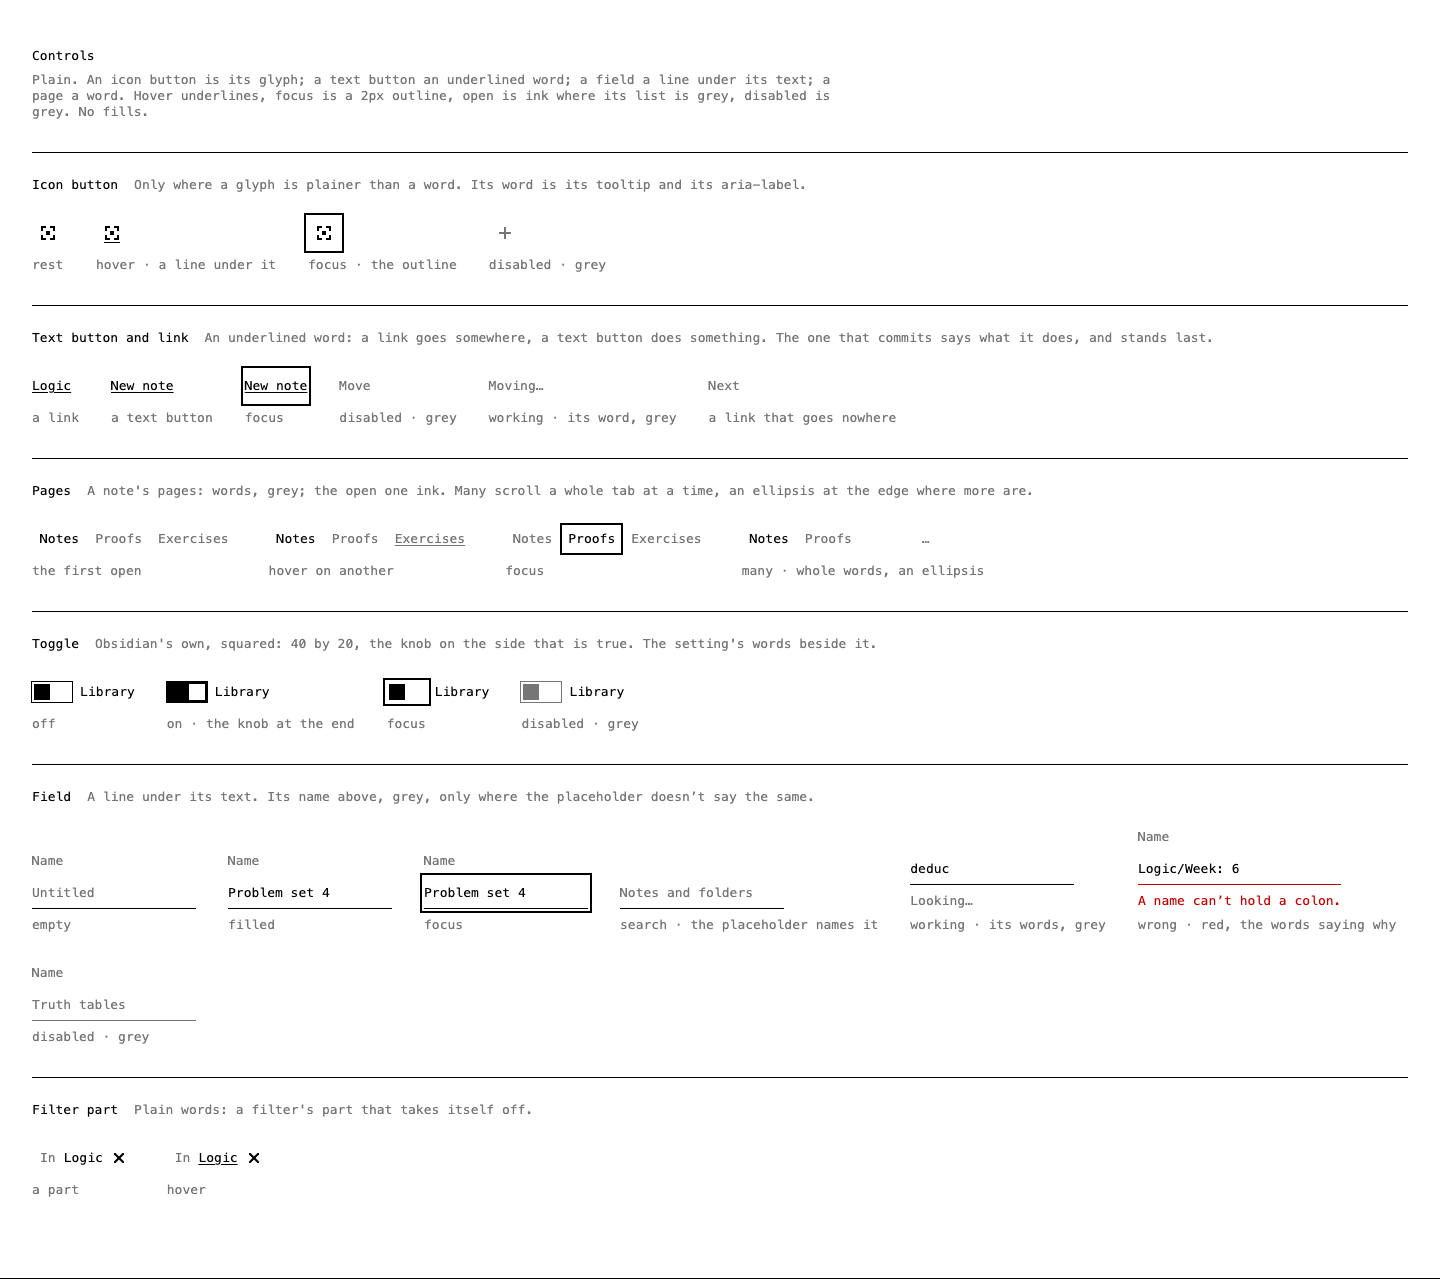 Controls
Plain. An icon button is its glyph; a text button an underlined word; a field a line under its text; a
page a word. Hover underlines, focus is a 2px outline, open is ink where its list is grey, disabled is
grey. No fills.
Icon button Only where a glyph is plainer than a word. Its word is its tooltip and its aria-label.
rest hover · a line under it focus · the outline disabled · grey
Text button and link An underlined word: a link goes somewhere, a text button does something. The one that commits says what it does, and stands last.
Logic New note New note Move Moving… Next
a link a text button focus disabled · grey working · its word, grey a link that goes nowhere
Pages A note's pages: words, grey; the open one ink. Many scroll a whole tab at a time, an ellipsis at the edge where more are.
Notes Proofs Exercises Notes Proofs Exercises Notes Proofs Exercises Notes Proofs …
the first open hover on another focus many · whole words, an ellipsis
Toggle Obsidian's own, squared: 40 by 20, the knob on the side that is true. The setting's words beside it.
Library Library Library Library
off on · the knob at the end focus disabled · grey
Field A line under its text. Its name above, grey, only where the placeholder doesn’t say the same.
Name
Name Name Name
deduc Logic/Week: 6
Untitled Problem set 4 Problem set 4 Notes and folders
Looking… A name can’t hold a colon.
empty filled focus search · the placeholder names it working · its words, grey wrong · red, the words saying why
Name
Truth tables
disabled · grey
Filter part Plain words: a filter's part that takes itself off.
In Logic In Logic
a part hover